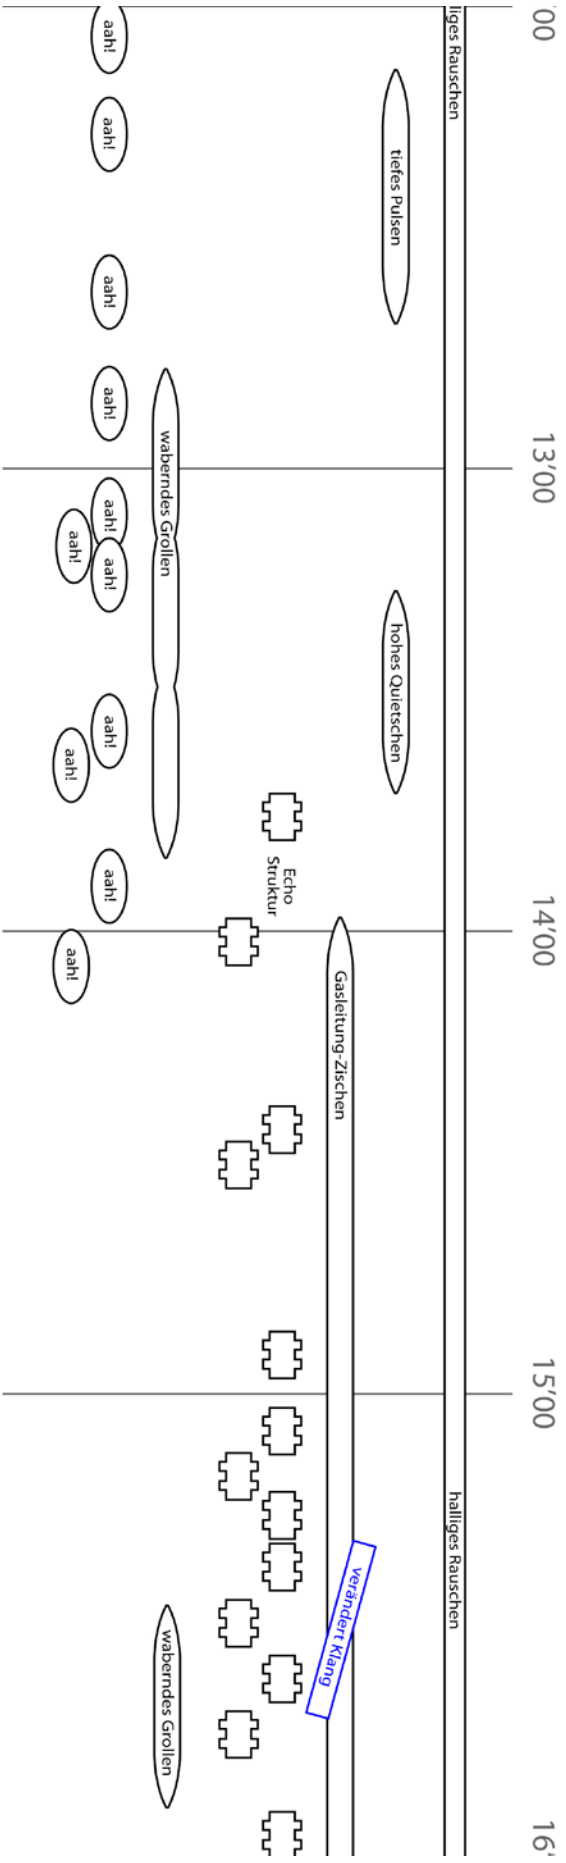 '00
13'00
14'00
15'00
16'
liges Rauschen
halliges Rauschen
tiefes Pulsen
hohes Quietschen
Gasleitung-Zischen
verändert Klang
Echo
Struktur
waberndes Grollen
waberndes Grollen
aah!
aah!
aah!
aah!
aah!
aah!
aah!
aah!
aah!
aah!
aah!